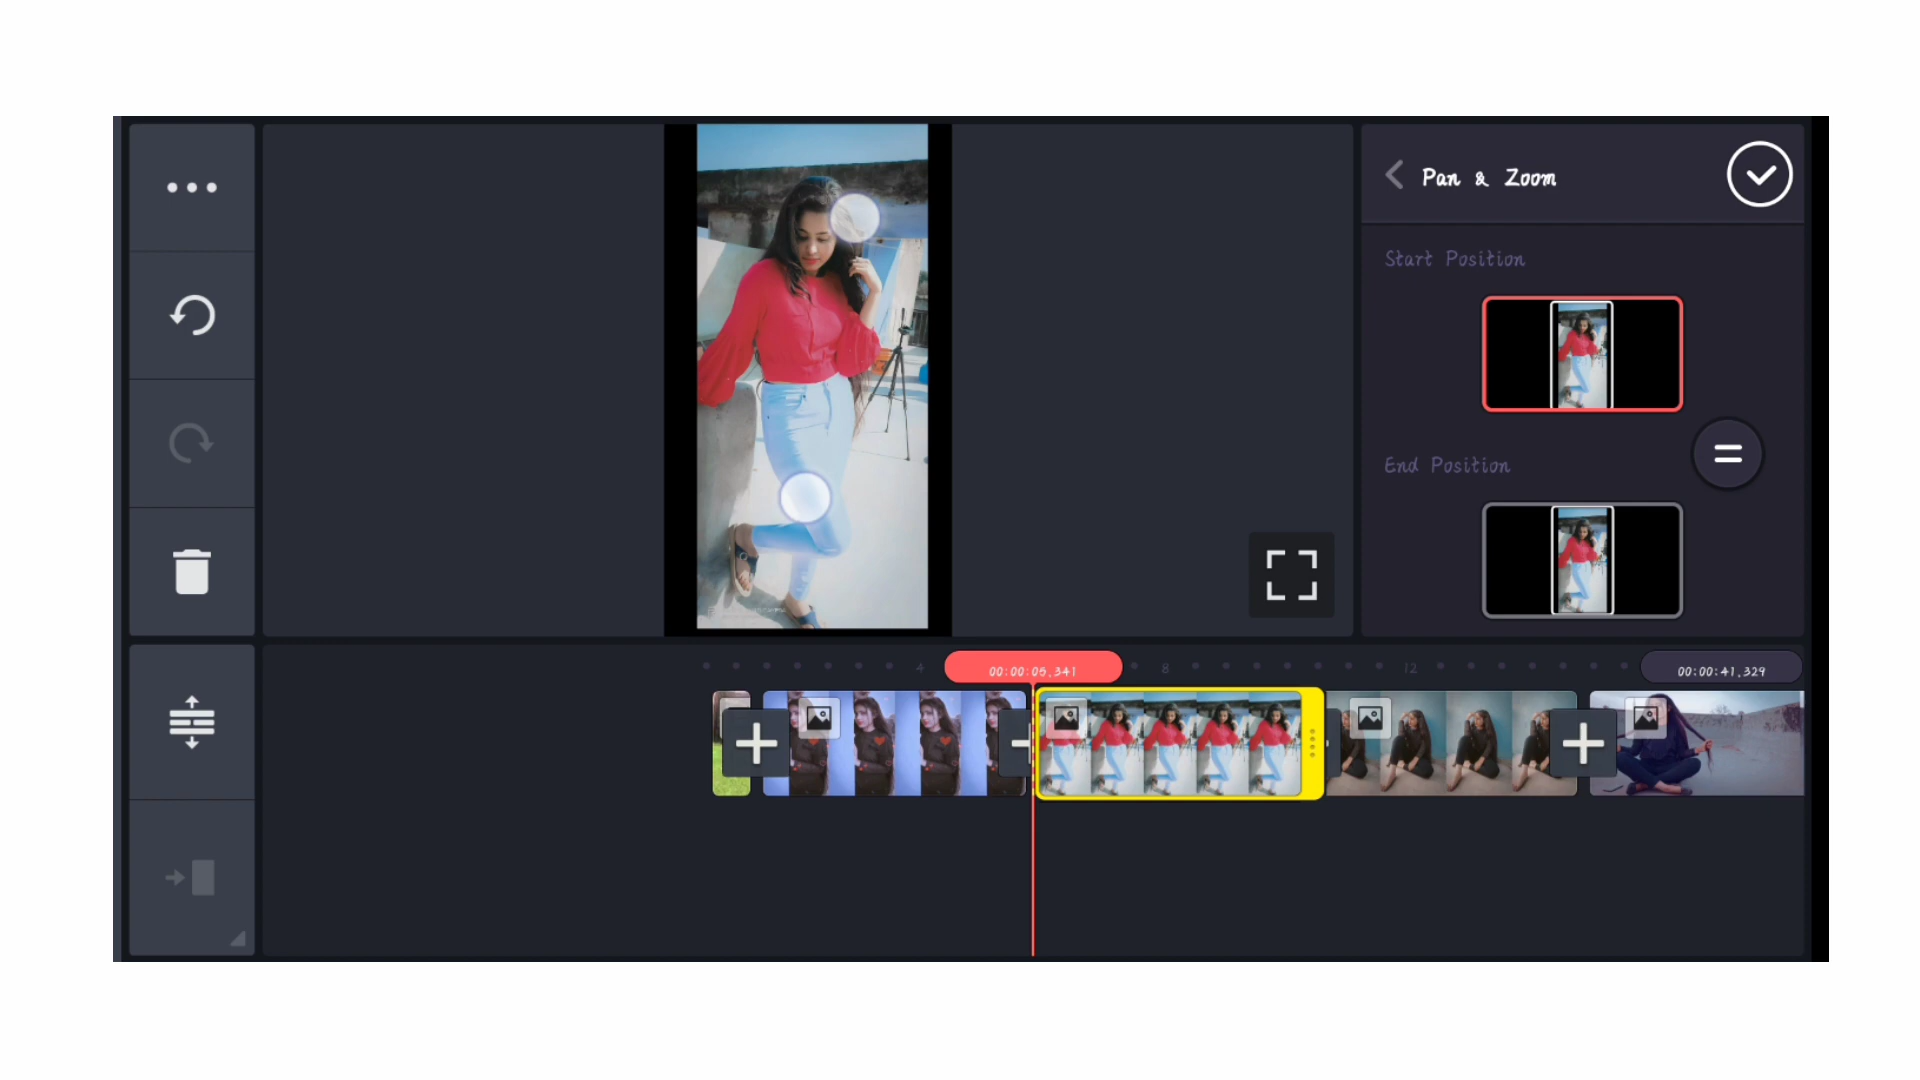 Pan & Zoom
Start Position
End Position
4
00:00:05,341
8
12
00:00:41,329